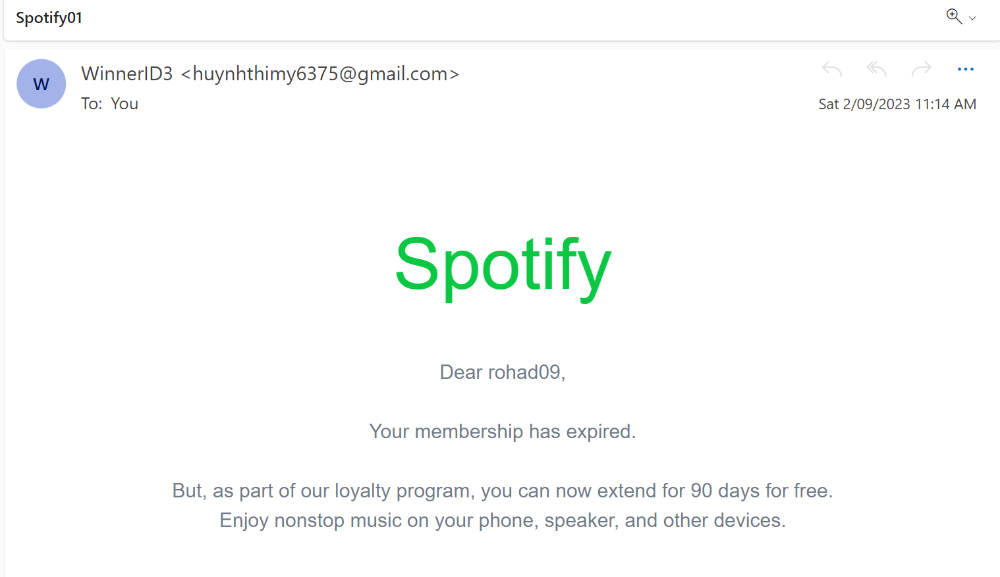 Spotify01
W
WinnerID3 <huynhthimy6375@gmail.com>
To: You
Sat 2/09/2023 11:14 AM
Spotify
Dear rohad09,
Your membership has expired.
But, as part of our loyalty program, you can now extend for 90 days for free.
Enjoy nonstop music on your phone, speaker, and other devices.